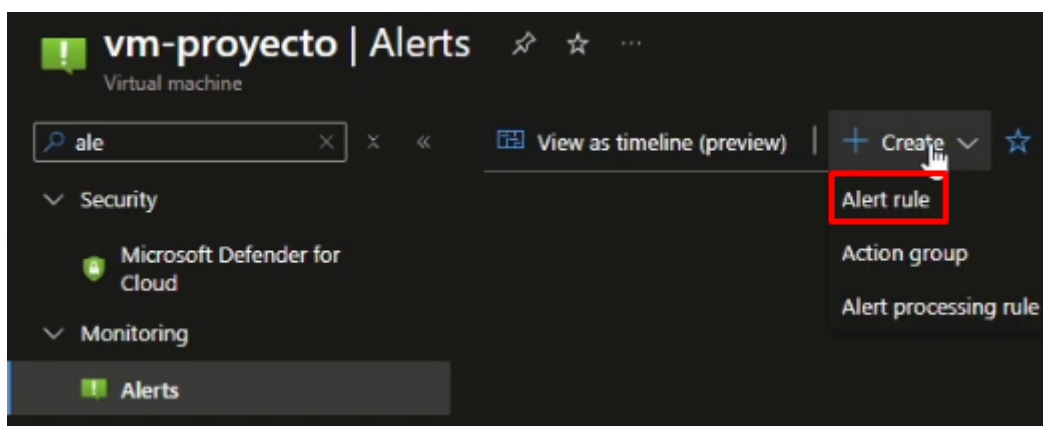 vm-proyecto | Alerts
Virtual machine
ale
View as timeline (preview)
Create
Security
Alert rule
Microsoft Defender for
Cloud
Action group
Alert processing rule
Monitoring
Alerts